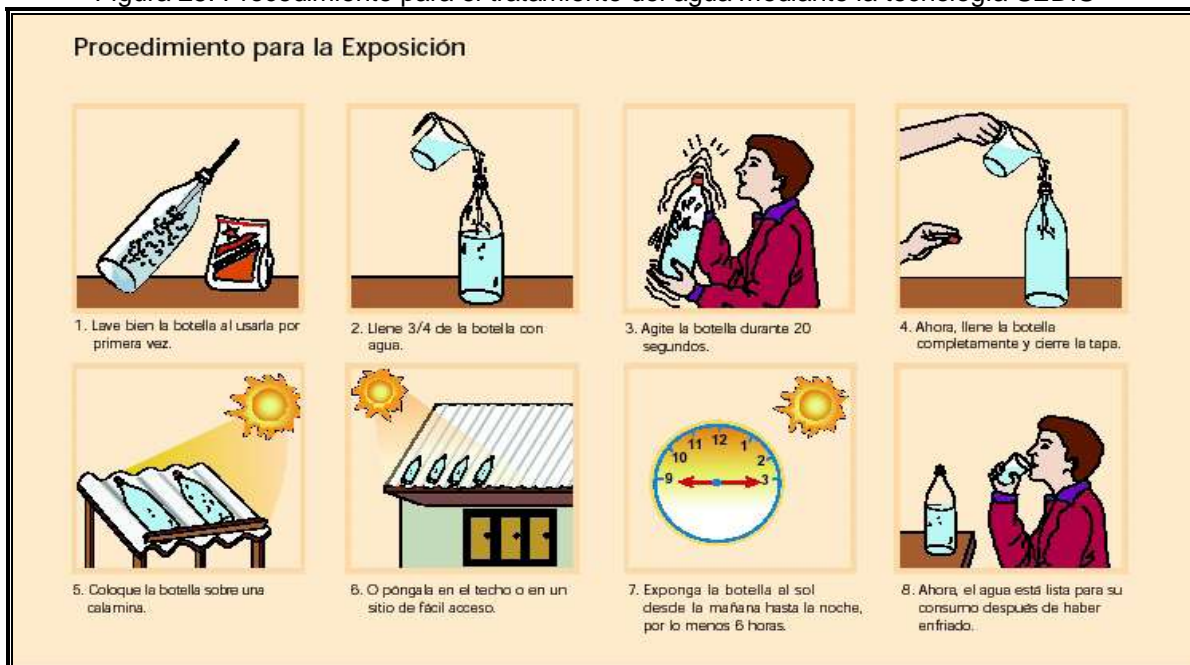 Procedimiento para la Exposición
1. Lave bien la botella al usarla por
primera vez.
2. Llene 3/4 de la botella con
agua.
3. Agite la botella durante 20
segundos.
4. Ahora, llene la botella
completamente y cierre la tapa.
5. Coloque la botella sobre una
calamina.
6. O póngala en el techo o en un
sitio de fácil acceso.
9 10 11 12 1 2 3
7. Exponga la botella al sol
desde la mañana hasta la noche,
por lo menos 6 horas.
8. Ahora, el agua está lista para su
consumo después de haber
enfriado.